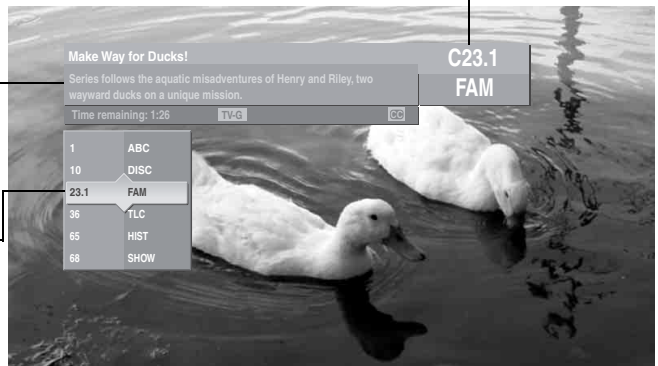 Make Way for Ducks!
C23.1
FAM
Series follows the aquatic misadventures of Henry and Riley, two
wayward ducks on a unique mission.
Time remaining: 1:26 TV-G CC
1 ABC
10 DISC
23.1 FAM
36 TLC
65 HIST
68 SHOW